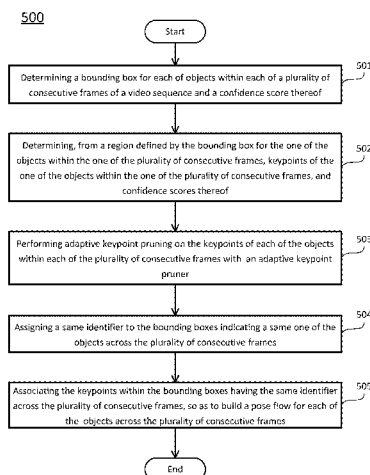 500
Start
501
Determining a bounding box for each of objects within each of a plurality of
consecutive frames of a video sequence and a confidence score thereof
502
Determining, from a region defined by the bounding box for the one of the
objects within the one of the plurality of consecutive frames, keypoints of the
one of the objects within the one of the plurality of consecutive frames, and
confidence scores thereof
503
Performing adaptive keypoint pruning on the keypoints of each of the objects
within each of the plurality of consecutive frames with an adaptive keypoint
pruner
504
Assigning a same identifier to the bounding boxes indicating a same one of the
objects across the plurality of consecutive frames
505
Associating the keypoints within the bounding boxes having the same identifier
across the plurality of consecutive frames, so as to build a pose flow for each of
the objects across the plurality of consecutive frames
End